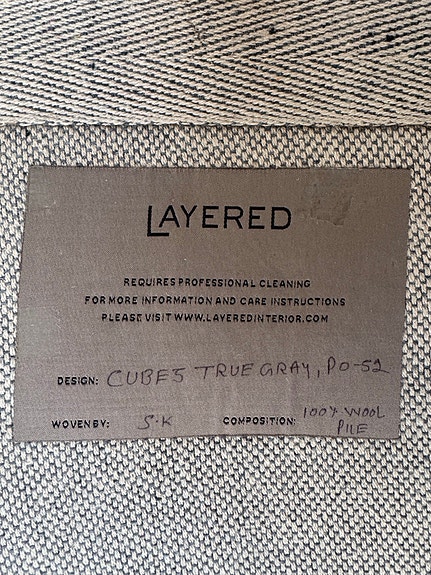 LAYERED
REQUIRES PROFESSIONAL CLEANING
FOR MORE INFORMATION AND CARE INSTRUCTIONS
PLEASE VISIT WWW.LAYEREDINTERIOR.COM
DESIGN: CUBES TRUE GRAY, PO-52
WOVEN BY: S.K COMPOSITION: 100% WOOL
PILE